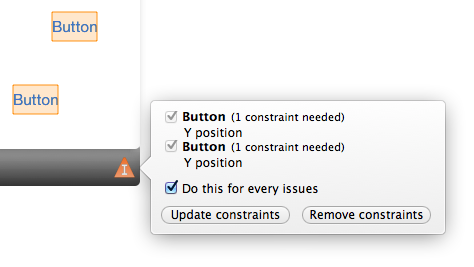 Button
Button
Button (1 constraint needed)
Y position
Button (1 constraint needed)
Y position
Do this for every issues
Update constraints
Remove constraints